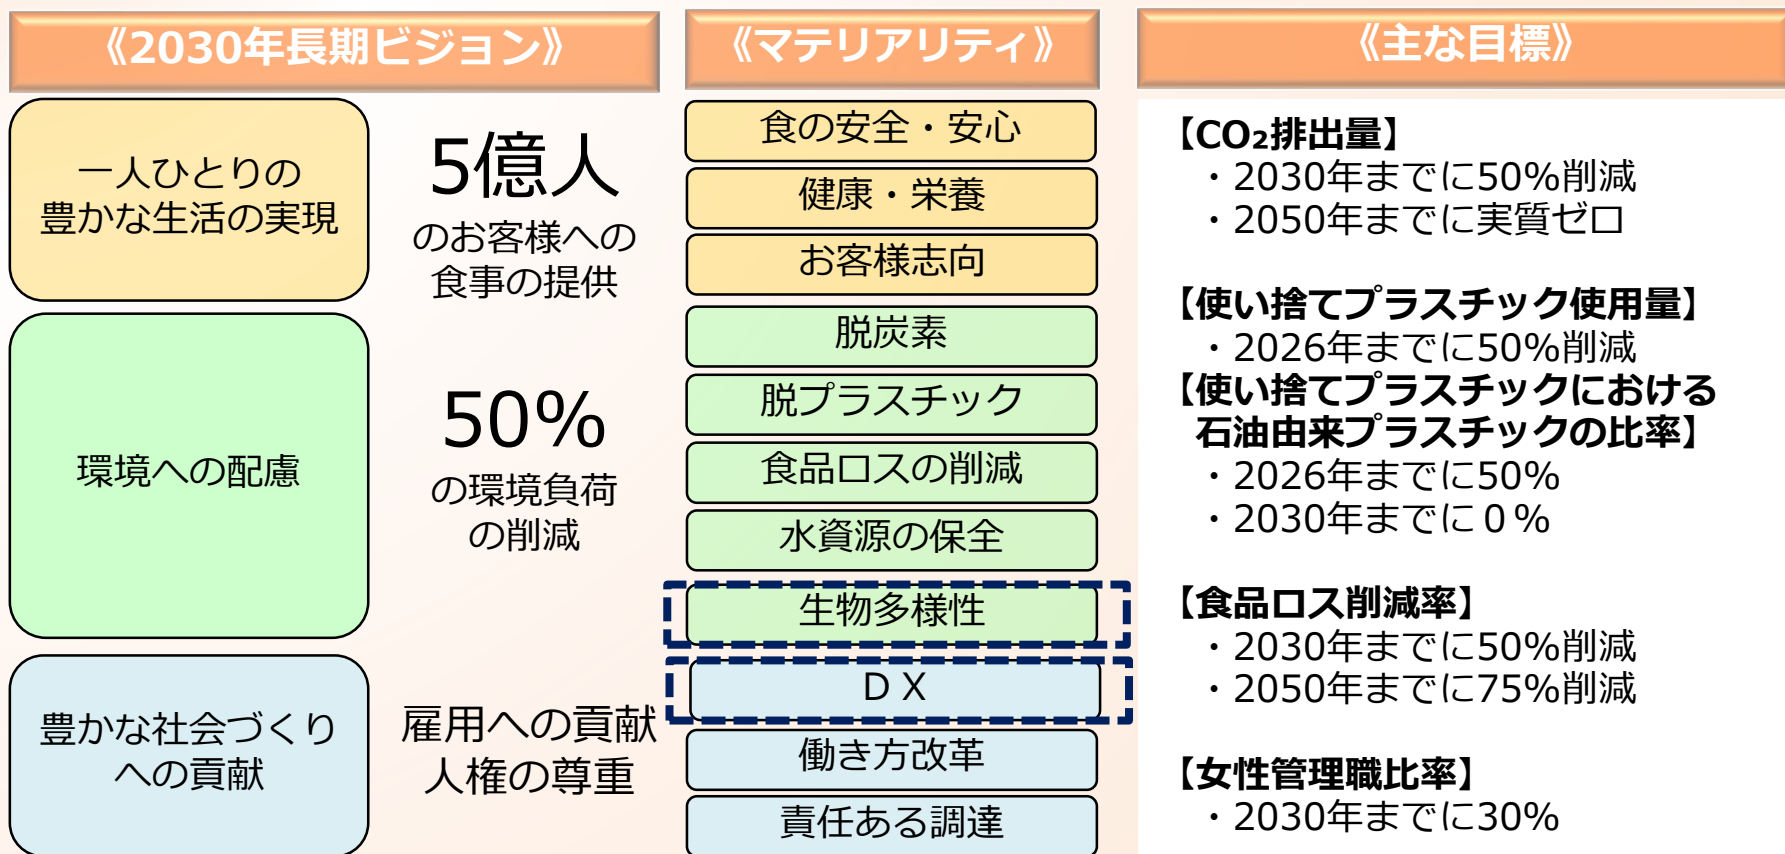 《2030年長期ビジョン》
一人ひとりの
豊かな生活の実現
5億人
のお客様への
食事の提供
環境への配慮
50%
の環境負荷
の削減
豊かな社会づくり
への貢献
雇用への貢献
人権の尊重
《マテリアリティ》
食の安全・安心
健康・栄養
お客様志向
脱炭素
脱プラスチック
食品ロスの削減
水資源の保全
生物多様性
ＤＸ
働き方改革
責任ある調達
《主な目標》
【CO₂排出量】
・2030年までに50%削減
・2050年までに実質ゼロ
【使い捨てプラスチック使用量】
・2026年までに50%削減
【使い捨てプラスチックにおける
石油由来プラスチックの比率】
・2026年までに50%
・2030年までに０%
【食品ロス削減率】
・2030年までに50%削減
・2050年までに75%削減
【女性管理職比率】
・2030年までに30%